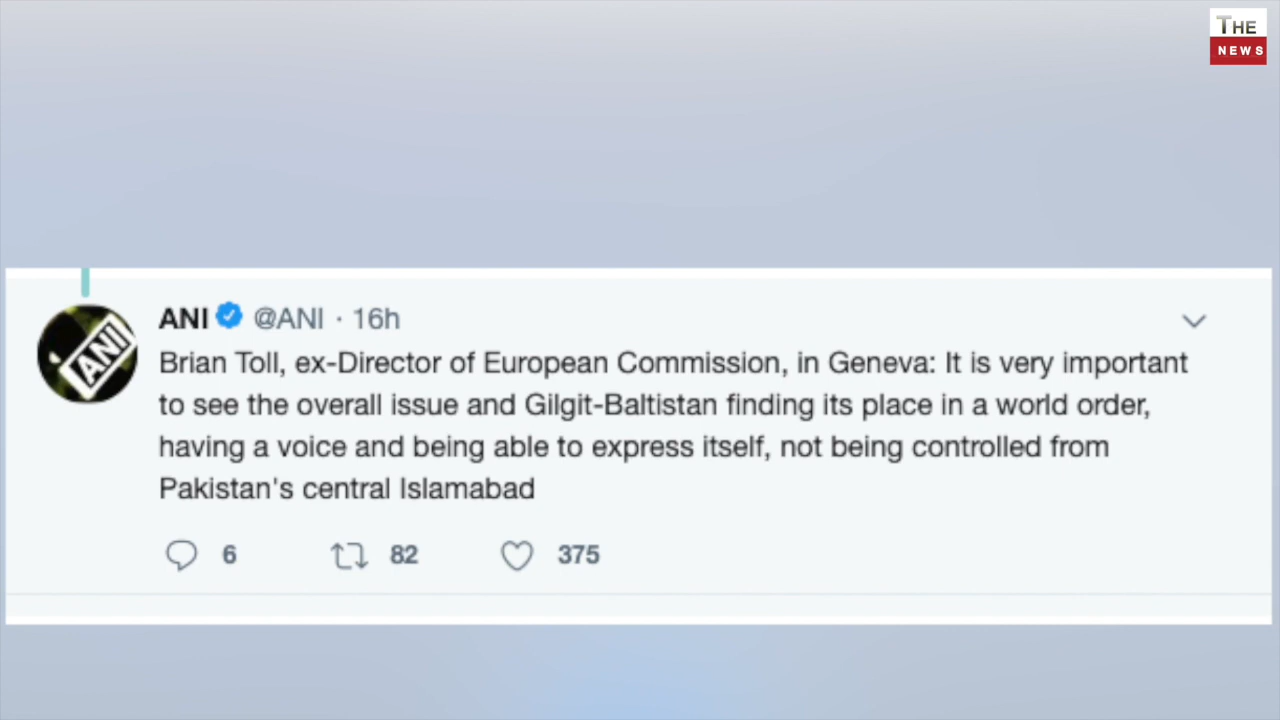 THE
NEWS
ANI @ANI · 16h
ANI
Brian Toll, ex-Director of European Commission, in Geneva: It is very important
to see the overall issue and Gilgit-Baltistan finding its place in a world order,
having a voice and being able to express itself, not being controlled from
Pakistan's central Islamabad
6 82 375